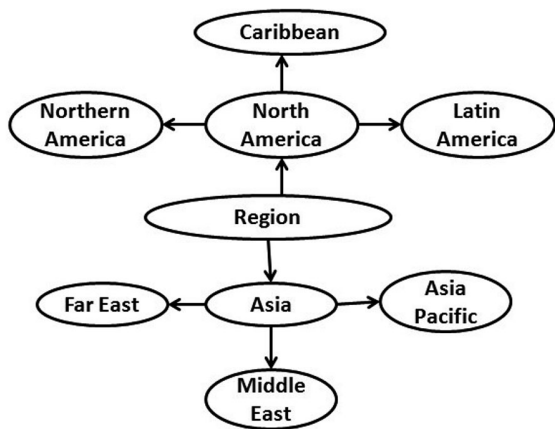 Caribbean
Northern
America
North
America
Latin
America
Region
Far East
Asia
Asia
Pacific
Middle
East